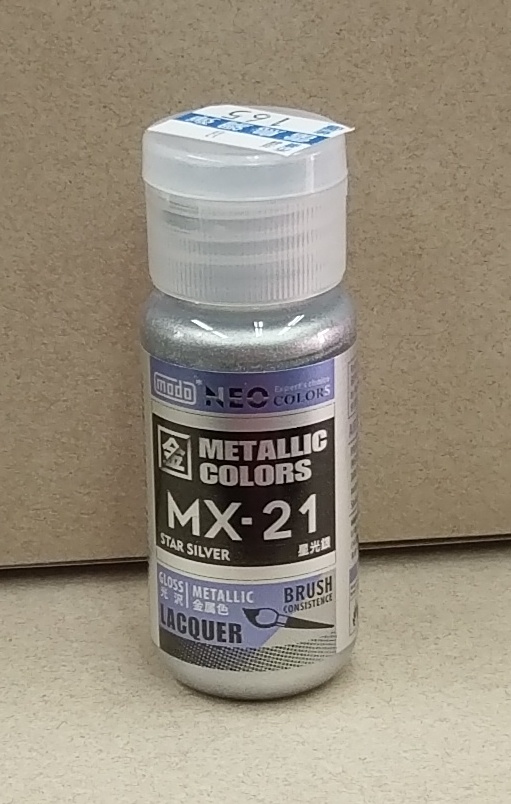 165
modo®
NEO
Expert's choice
COLORS
金
METALLIC
COLORS
MX-21
STAR SILVER
星光銀
GLOSS
光沢
METALLIC
金属色
BRUSH
CONSISTENCE
LACQUER